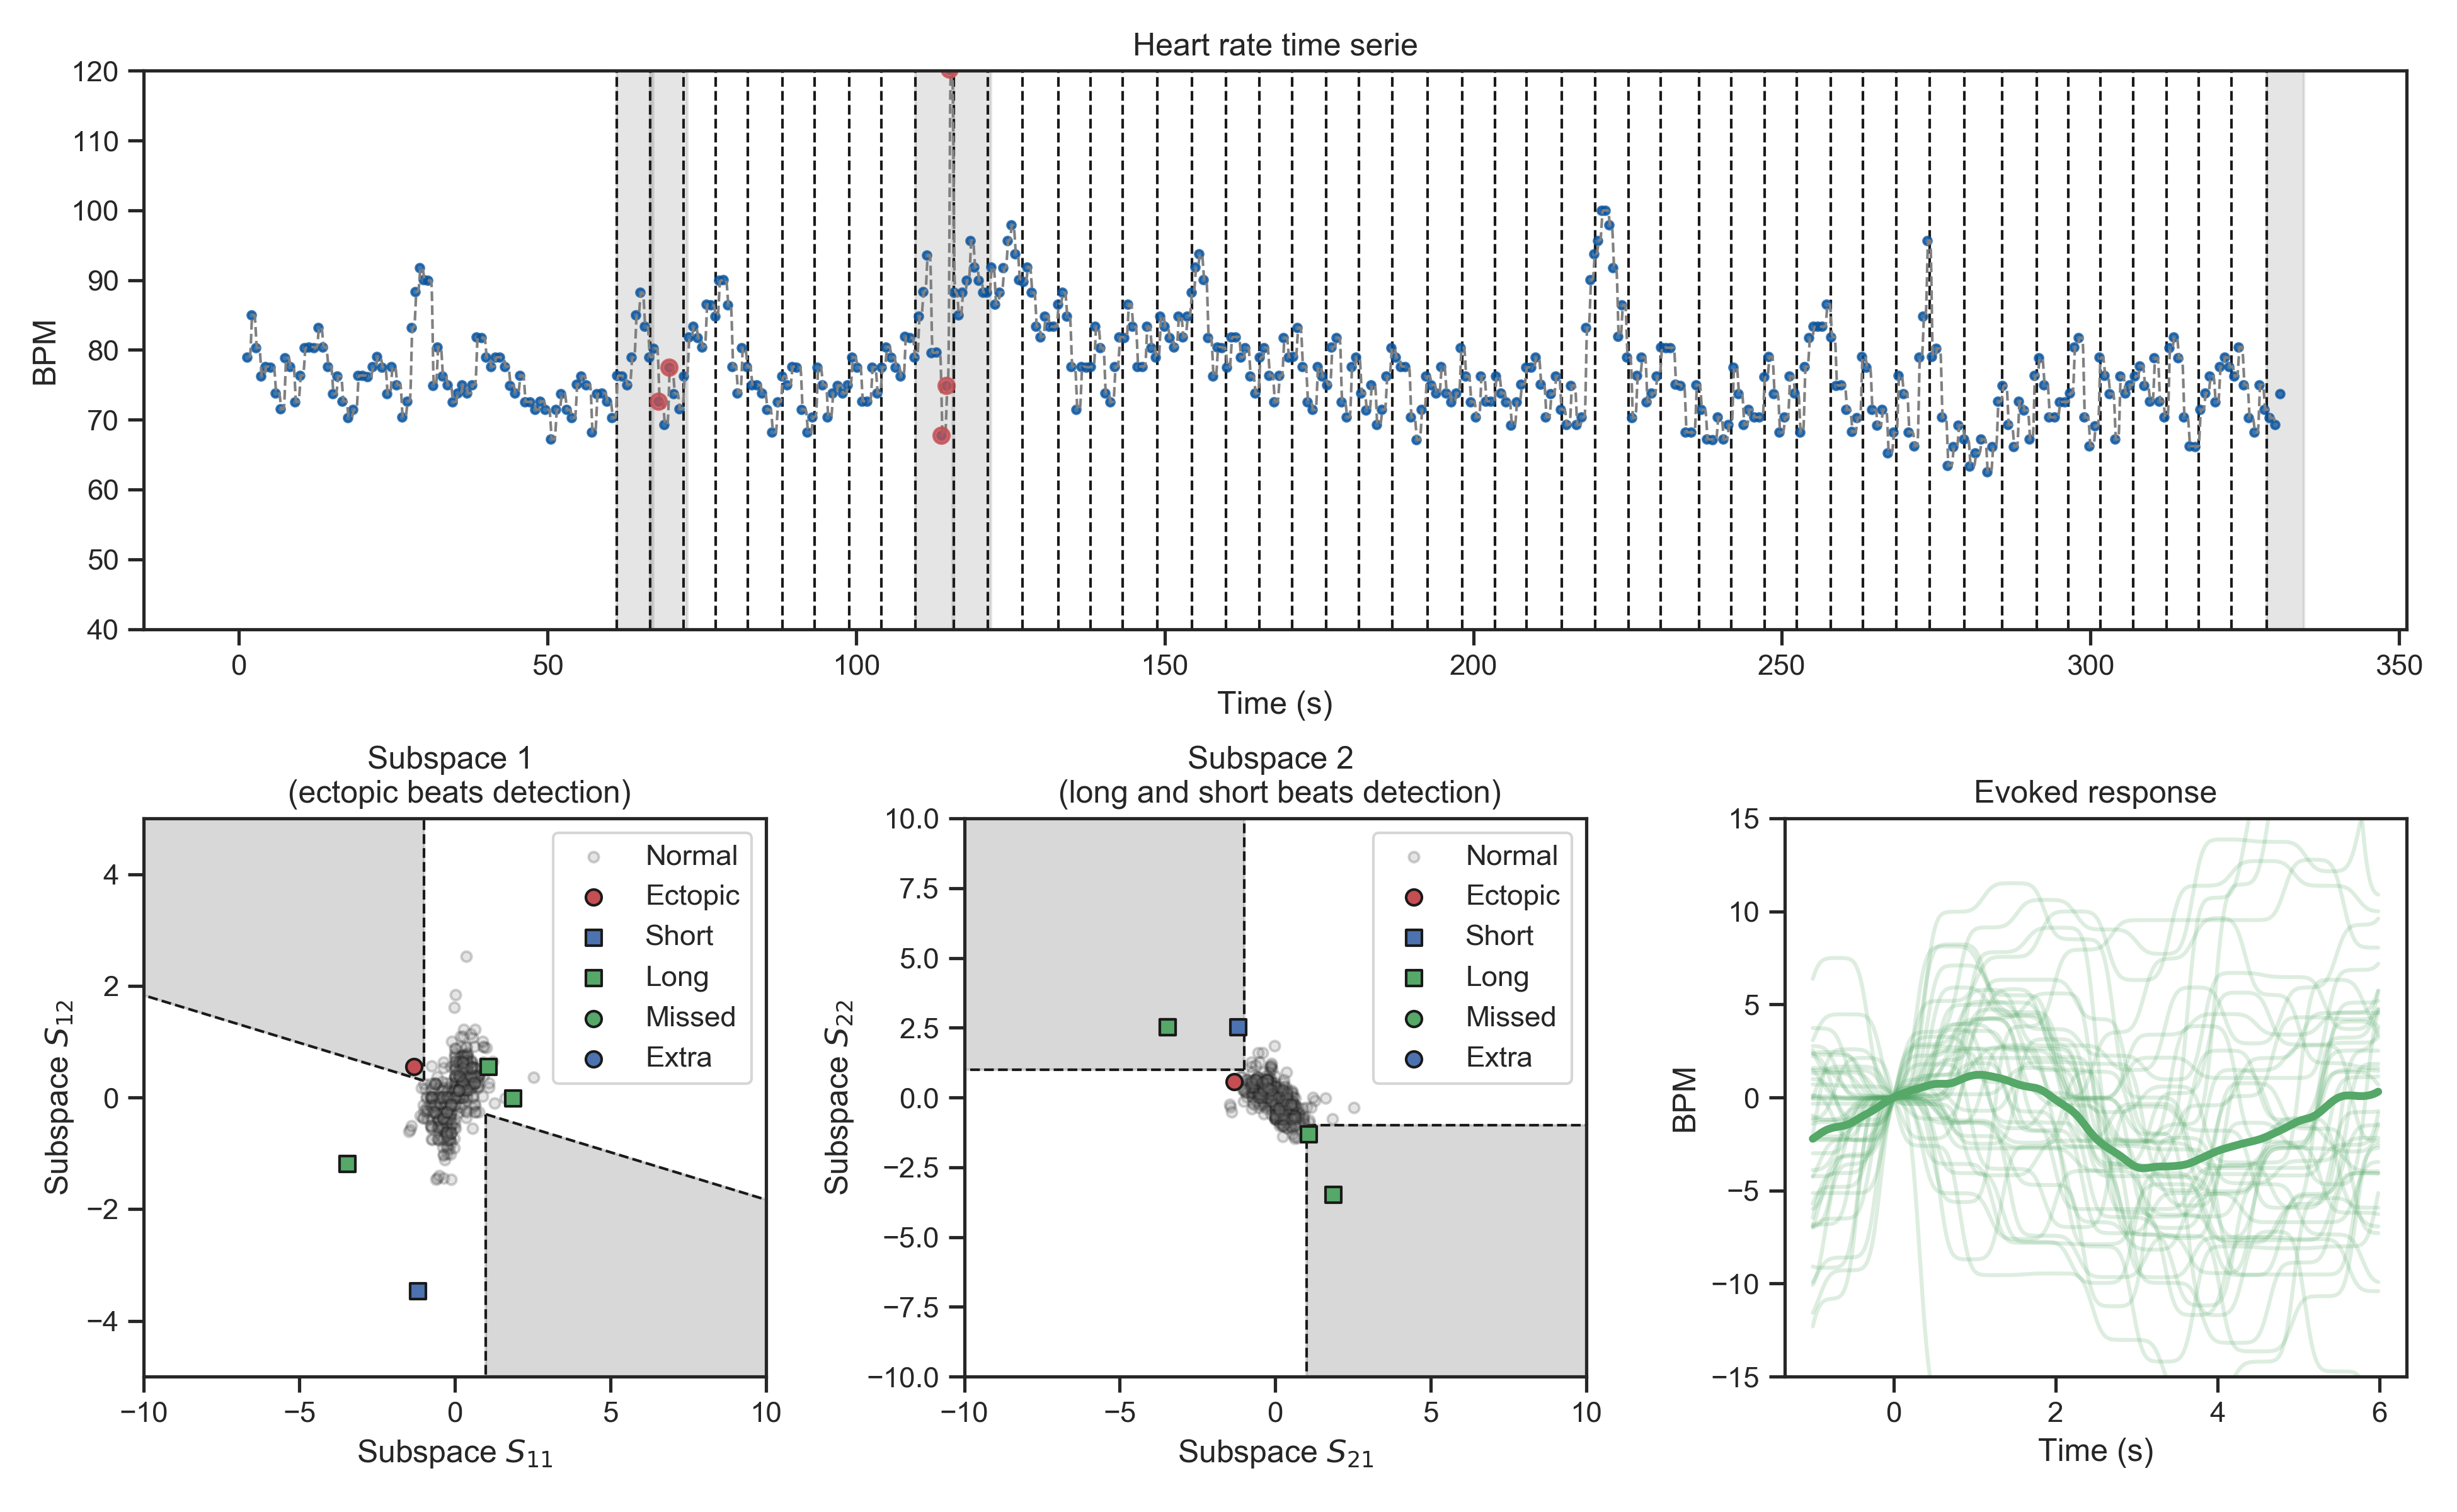 Heart rate time serie
120
110
100
90
80
70
60
50
40
BPM
0 50 100 150 200 250 300 350
Time (s)
Subspace 1
(ectopic beats detection)
4
2
0
−2
−4
Subspace S12
Normal
Ectopic
Short
Long
Missed
Extra
−10 −5 0 5 10
Subspace S11
Subspace 2
(long and short beats detection)
10.0
7.5
5.0
2.5
0.0
−2.5
−5.0
−7.5
−10.0
Subspace S22
Normal
Ectopic
Short
Long
Missed
Extra
−10 −5 0 5 10
Subspace S21
Evoked response
15
10
5
0
−5
−10
−15
BPM
0 2 4 6
Time (s)